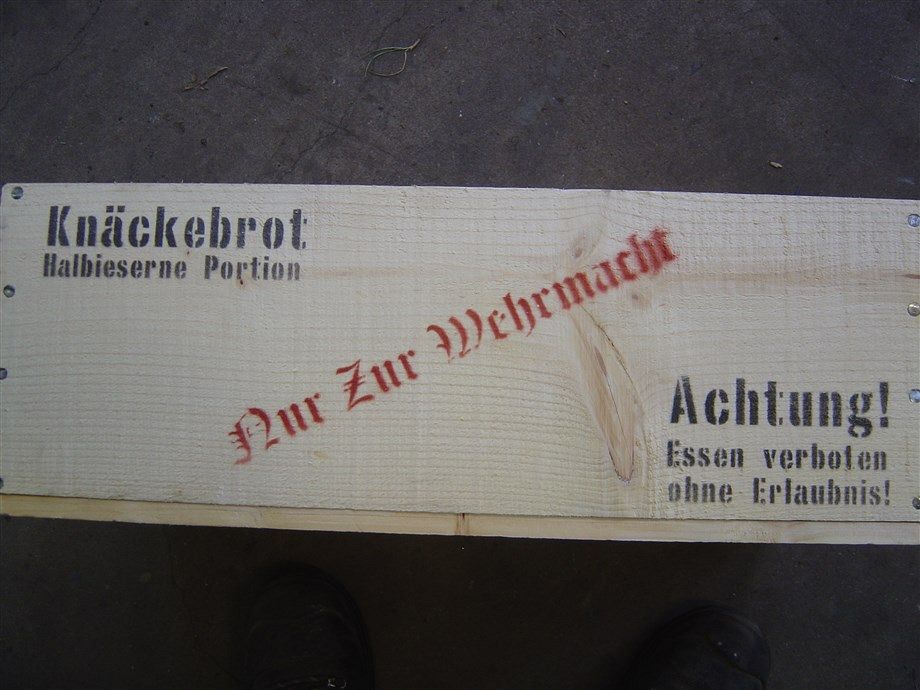 Knäckebrot
Halbieserne Portion
Nur Zur Wehrmacht
Achtung!
Essen verboten
ohne Erlaubnis!